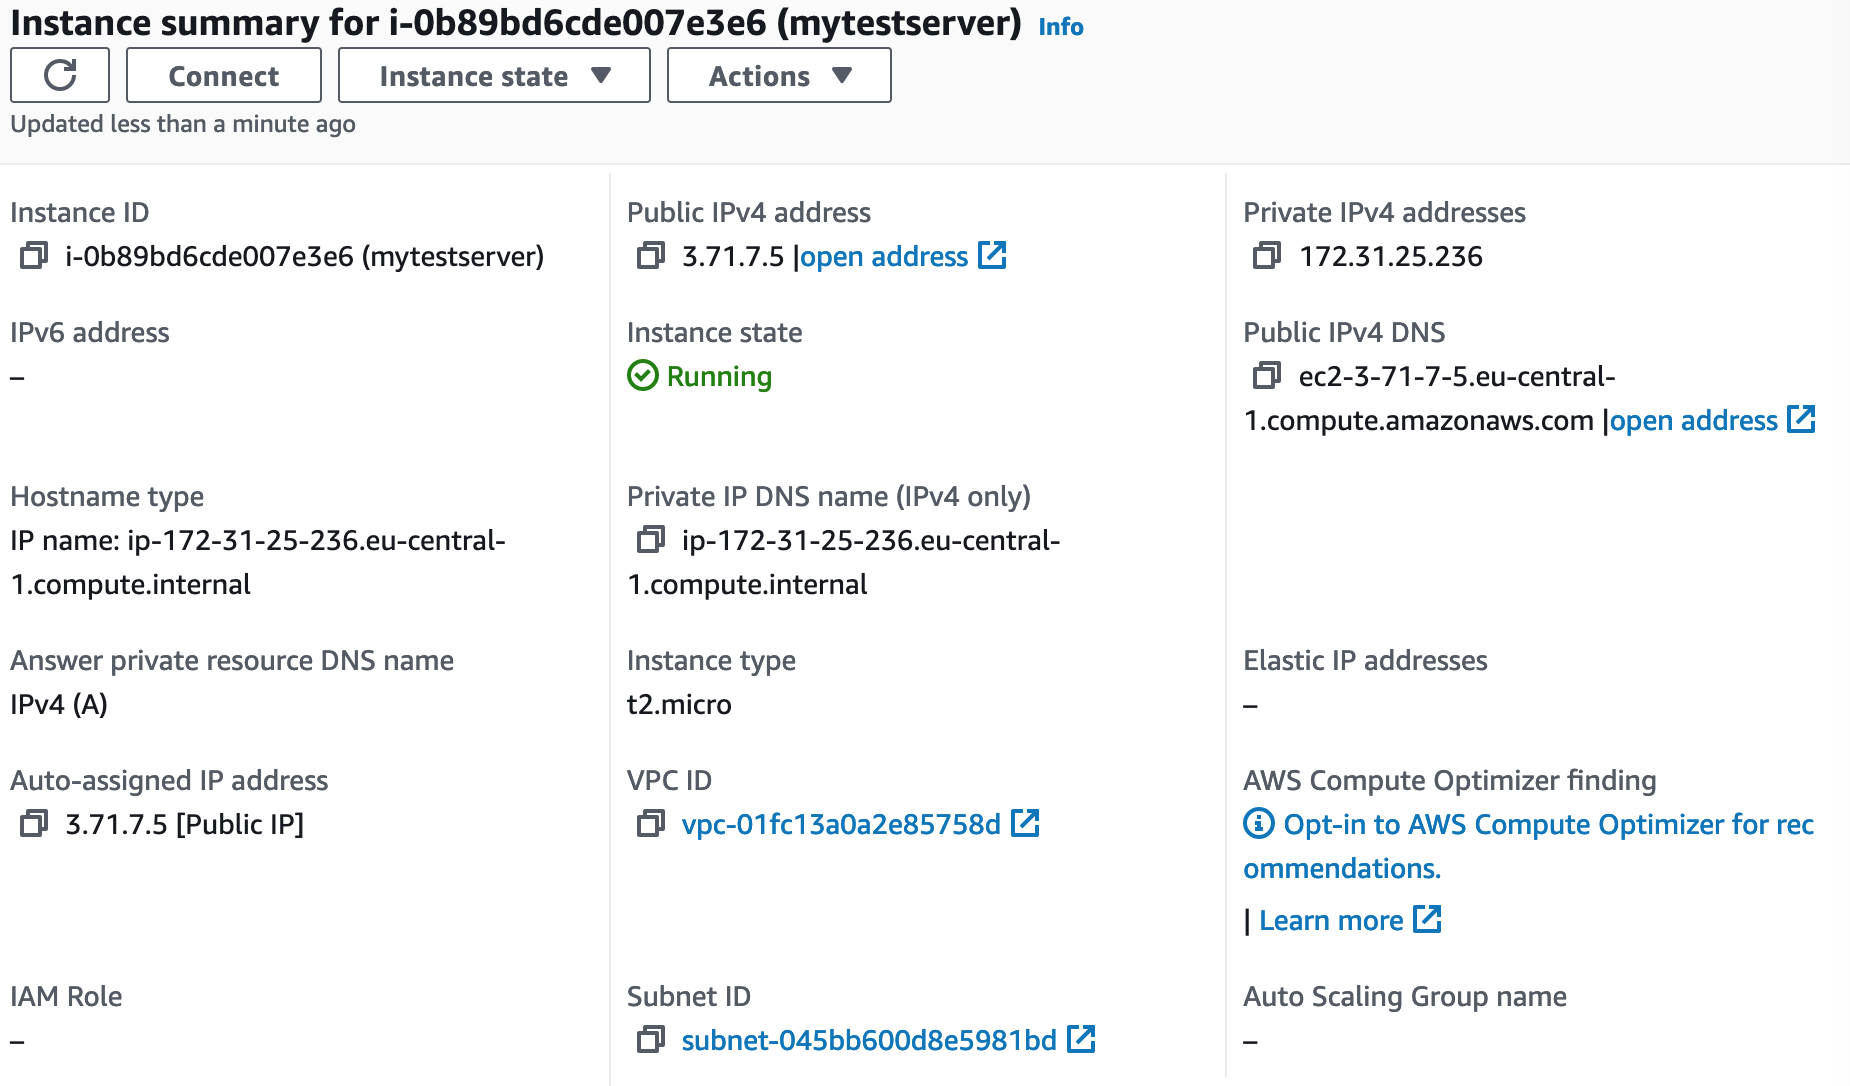 Instance summary for i-0b89bd6cde007e3e6 (mytestserver) Info
Connect
Instance state
Actions
Updated less than a minute ago
Instance ID
i-0b89bd6cde007e3e6 (mytestserver)
Public IPv4 address
3.71.7.5 |open address
Private IPv4 addresses
172.31.25.236
IPv6 address
–
Instance state
Running
Public IPv4 DNS
ec2-3-71-7-5.eu-central-
1.compute.amazonaws.com |open address
Hostname type
IP name: ip-172-31-25-236.eu-central-
1.compute.internal
Private IP DNS name (IPv4 only)
ip-172-31-25-236.eu-central-
1.compute.internal
Answer private resource DNS name
IPv4 (A)
Instance type
t2.micro
Elastic IP addresses
–
Auto-assigned IP address
3.71.7.5 [Public IP]
VPC ID
vpc-01fc13a0a2e85758d
AWS Compute Optimizer finding
Opt-in to AWS Compute Optimizer for rec
ommendations.
| Learn more
IAM Role
–
Subnet ID
subnet-045bb600d8e5981bd
Auto Scaling Group name
–